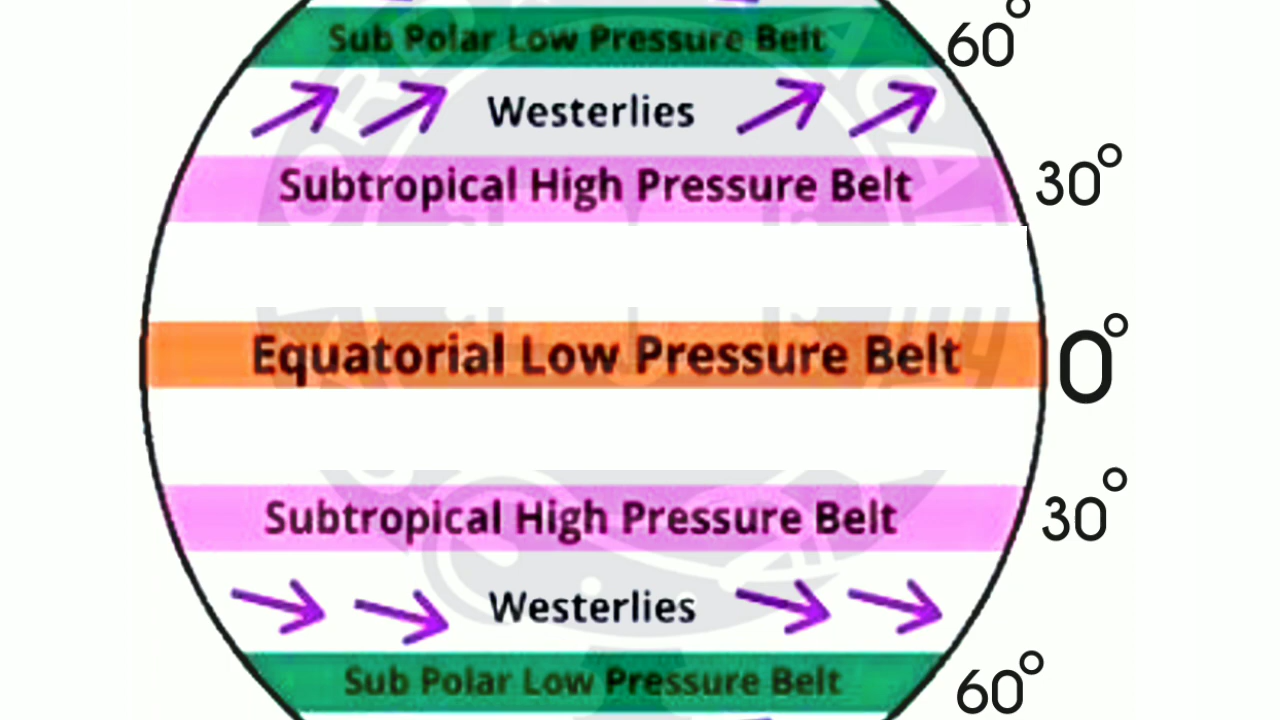 Sub Polar Low Pressure Belt
60°
Westerlies
Subtropical High Pressure Belt
30°
Equatorial Low Pressure Belt
0°
Subtropical High Pressure Belt
30°
Westerlies
Sub Polar Low Pressure Belt
60°